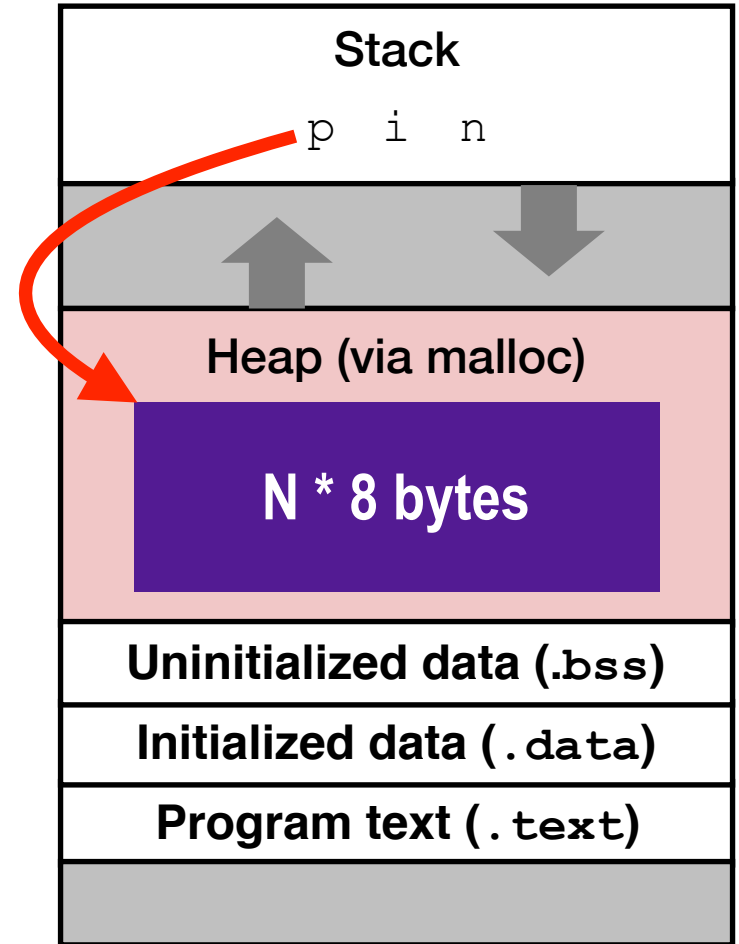 Stack
p i n
Heap (via malloc)
N * 8 bytes
Uninitialized data (.bss)
Initialized data (.data)
Program text (.text)